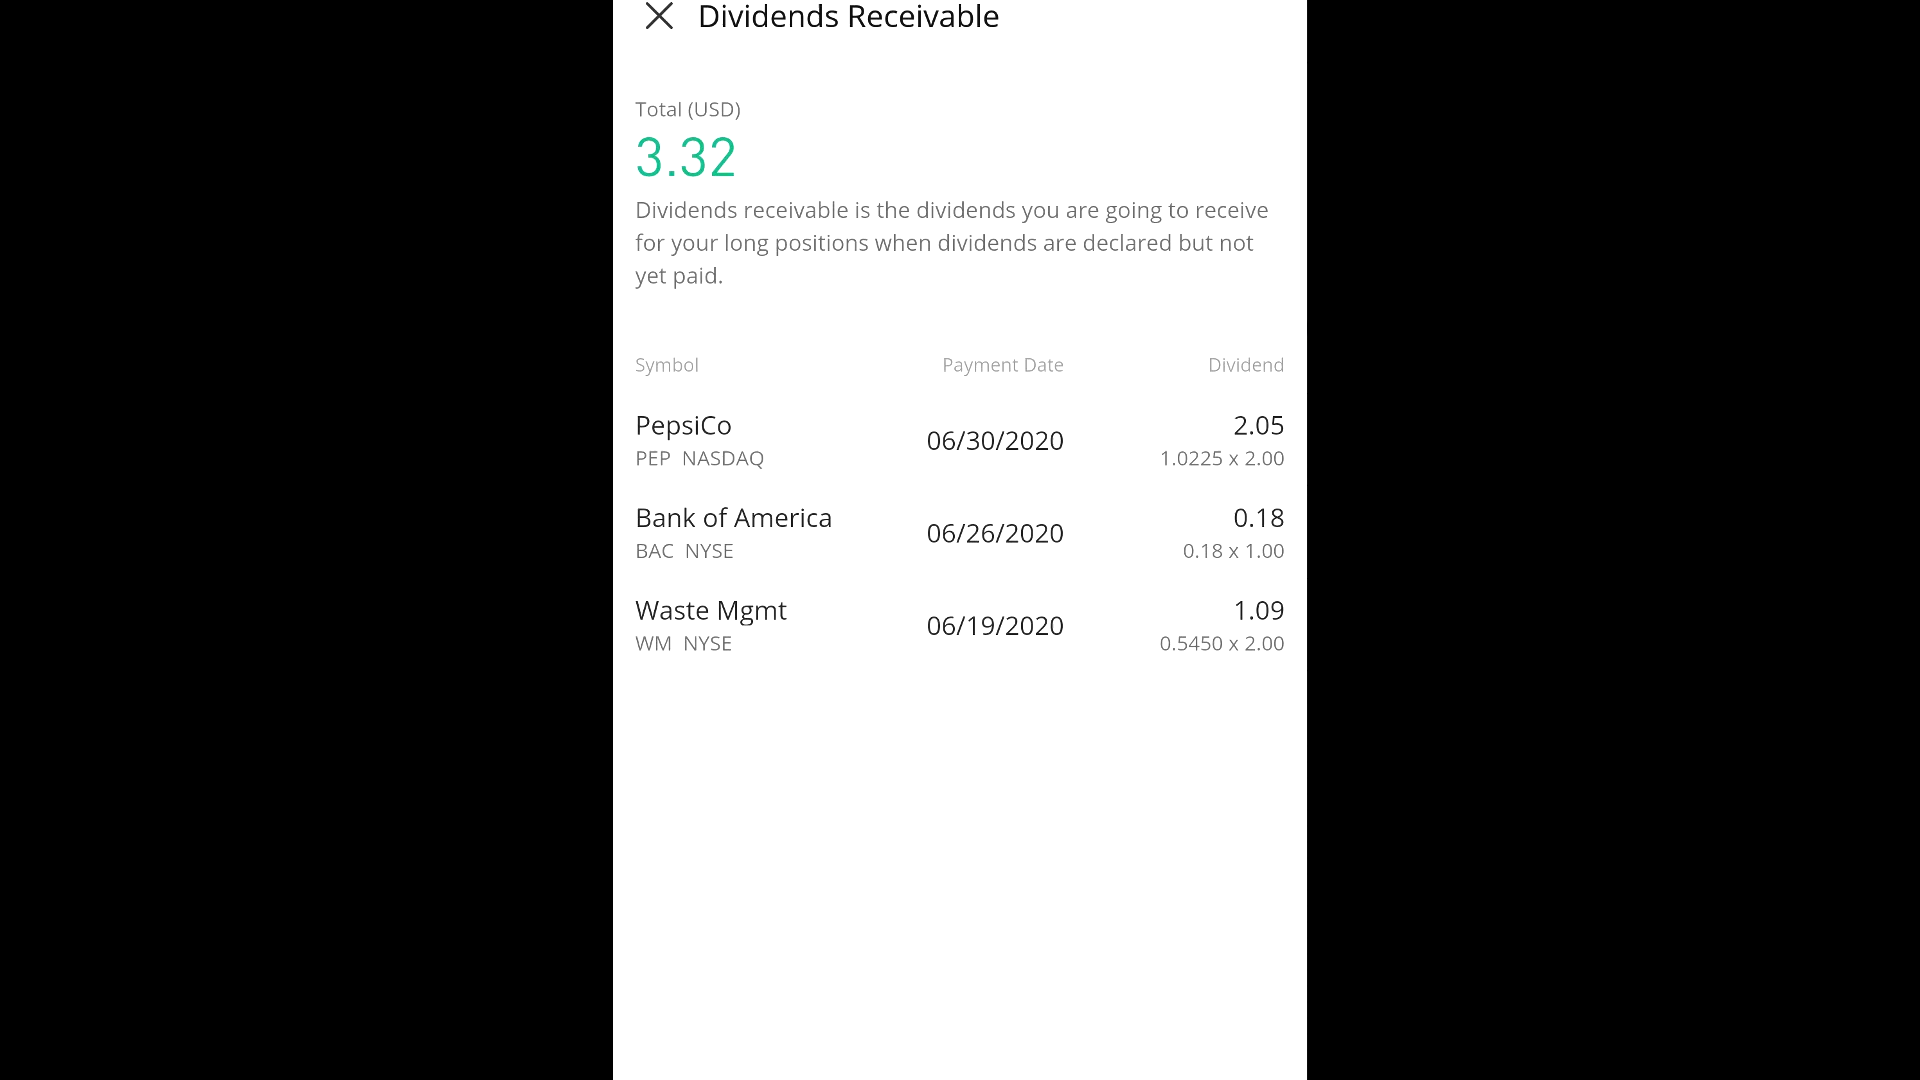 Dividends Receivable
Total (USD)
3.32
Dividends receivable is the dividends you are going to receive
for your long positions when dividends are declared but not
yet paid.
Symbol Payment Date Dividend
PepsiCo 06/30/2020 2.05
PEP NASDAQ 1.0225 x 2.00
Bank of America 06/26/2020 0.18
BAC NYSE 0.18 x 1.00
Waste Mgmt 06/19/2020 1.09
WM NYSE 0.5450 x 2.00